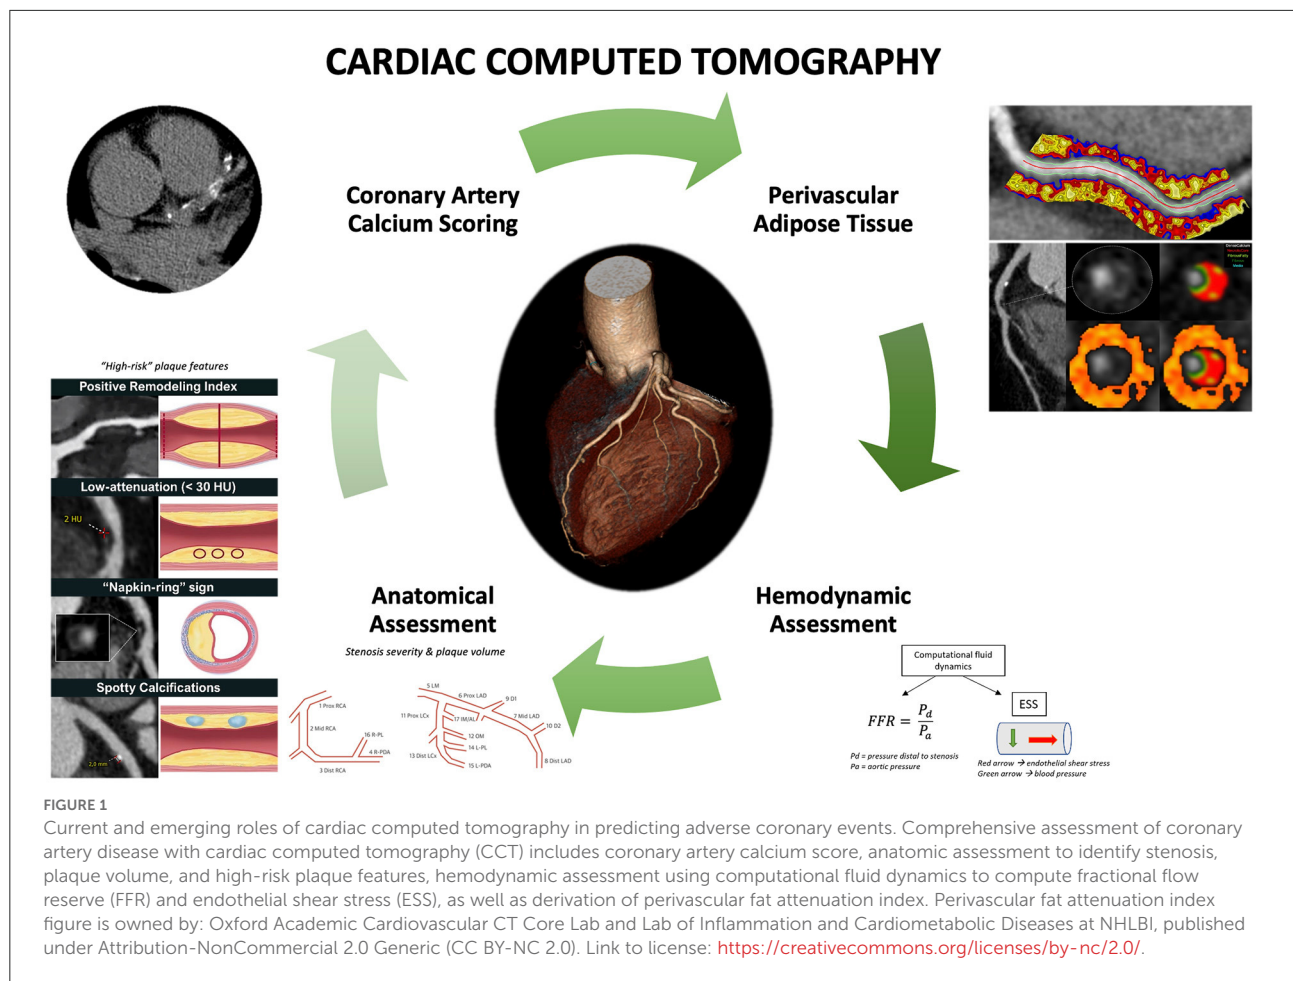 CARDIAC COMPUTED TOMOGRAPHY
Coronary Artery
Calcium Scoring
Perivascular
Adipose Tissue
DenseCalcium
FibrousFatty
Fibrous
Media
"High-risk" plaque features
Positive Remodeling Index
Low-attenuation (< 30 HU)
2 HU
"Napkin-ring" sign
Spotty Calcifications
2,0 mm
Anatomical
Assessment
Stenosis severity & plaque volume
1 Prox RCA
2 Mid RCA
16 R-PL
4 R-PDA
3 Dist RCA
5 LM
6 Prox LAD
9 D1
11 Prox LCx
17 IM/AL
7 Mid LAD
10 D2
12 OM
14 L-PL
13 Dist LCx
15 L-PDA
8 Dist LAD
Hemodynamic
Assessment
Computational fluid
dynamics
FFR = Pd / Pa
ESS
Pd = pressure distal to stenosis
Pa = aortic pressure
Red arrow → endothelial shear stress
Green arrow → blood pressure
FIGURE 1
Current and emerging roles of cardiac computed tomography in predicting adverse coronary events. Comprehensive assessment of coronary
artery disease with cardiac computed tomography (CCT) includes coronary artery calcium score, anatomic assessment to identify stenosis,
plaque volume, and high-risk plaque features, hemodynamic assessment using computational fluid dynamics to compute fractional flow
reserve (FFR) and endothelial shear stress (ESS), as well as derivation of perivascular fat attenuation index. Perivascular fat attenuation index
figure is owned by: Oxford Academic Cardiovascular CT Core Lab and Lab of Inflammation and Cardiometabolic Diseases at NHLBI, published
under Attribution-NonCommercial 2.0 Generic (CC BY-NC 2.0). Link to license: https://creativecommons.org/licenses/by-nc/2.0/.